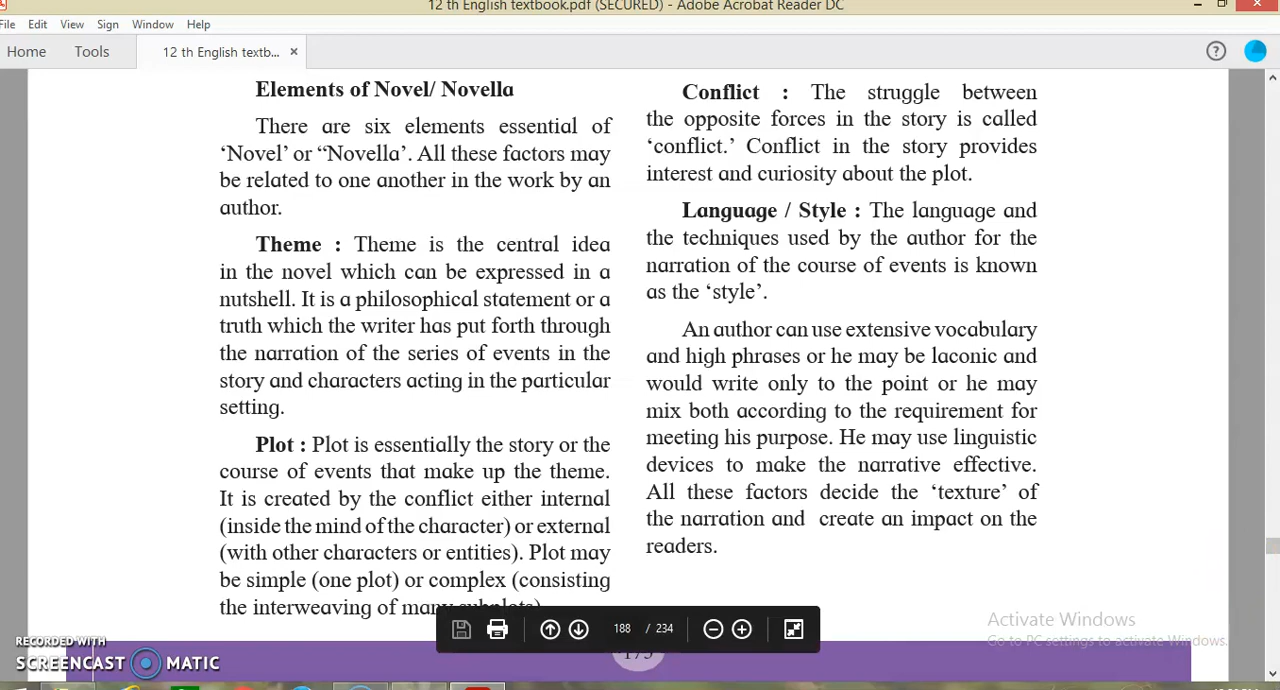 12 th English textbook.pdf (SECURED) - Adobe Acrobat Reader DC
File Edit View Sign Window Help
Home Tools 12 th English textb... ×
Elements of Novel/ Novella
There are six elements essential of
‘Novel’ or “Novella’. All these factors may
be related to one another in the work by an
author.
Theme : Theme is the central idea
in the novel which can be expressed in a
nutshell. It is a philosophical statement or a
truth which the writer has put forth through
the narration of the series of events in the
story and characters acting in the particular
setting.
Plot : Plot is essentially the story or the
course of events that make up the theme.
It is created by the conflict either internal
(inside the mind of the character) or external
(with other characters or entities). Plot may
be simple (one plot) or complex (consisting
the interweaving of many subplots)
Conflict : The struggle between
the opposite forces in the story is called
‘conflict.’ Conflict in the story provides
interest and curiosity about the plot.
Language / Style : The language and
the techniques used by the author for the
narration of the course of events is known
as the ‘style’.
An author can use extensive vocabulary
and high phrases or he may be laconic and
would write only to the point or he may
mix both according to the requirement for
meeting his purpose. He may use linguistic
devices to make the narrative effective.
All these factors decide the ‘texture’ of
the narration and create an impact on the
readers.
188 / 234
Activate Windows
Go to PC settings to activate Windows.
RECORDED WITH
SCREENCAST MATIC